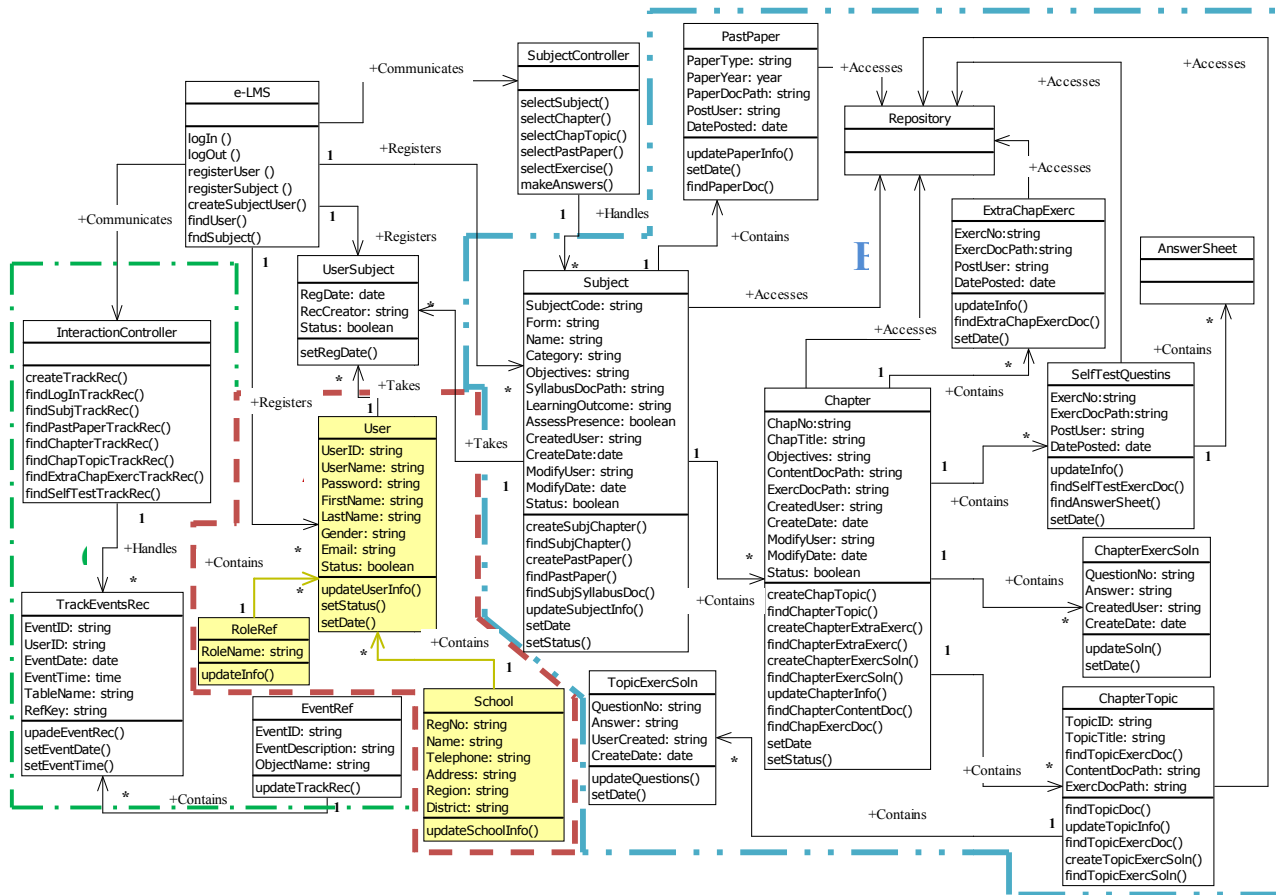 e-LMS
logIn ()
logOut ()
registerUser ()
registerSubject ()
createSubjectUser()
findUser()
fndSubject()
+Communicates
+Communicates
SubjectController
selectSubject()
selectChapter()
selectChapTopic()
selectPastPaper()
selectExercise()
makeAnswers()
1
+Registers
1
+Registers
1
+Registers
1
+Handles
*
PastPaper
PaperType: string
PaperYear: year
PaperDocPath: string
PostUser: string
DatePosted: date
updatePaperInfo()
setDate()
findPaperDoc()
+Accesses
+Accesses
+Accesses
Repository
+Accesses
ExtraChapExerc
ExercNo:string
ExercDocPath:string
PostUser: string
DatePosted: date
updateInfo()
findExtraChapExercDoc()
setDate()
AnswerSheet
*
+Contains
1
+Contains
1
+Accesses
+Accesses
E
UserSubject
RegDate: date
RecCreator: string
Status: boolean
setRegDate()
*
*
+Takes
1
InteractionController
createTrackRec()
findLogInTrackRec()
findSubjTrackRec()
findPastPaperTrackRec()
findChapterTrackRec()
findChapTopicTrackRec()
findExtraChapExercTrackRec()
findSelfTestTrackRec()
1
+Handles
*
Subject
SubjectCode: string
Form: string
Name: string
Category: string
Objectives: string
SyllabusDocPath: string
LearningOutcome: string
AssessPresence: boolean
CreatedUser: string
CreateDate:date
ModifyUser: string
ModifyDate: date
Status: boolean
createSubjChapter()
findSubjChapter()
createPastPaper()
findPastPaper()
findSubjSyllabusDoc()
updateSubjectInfo()
setDate
setStatus()
*
+Takes
1
1
*
+Contains
User
UserID: string
UserName: string
Password: string
FirstName: string
LastName: string
Gender: string
Email: string
Status: boolean
updateUserInfo()
setStatus()
setDate()
*
*
+Contains
1
*
+Contains
1
RoleRef
RoleName: string
updateInfo()
School
RegNo: string
Name: string
Telephone: string
Address: string
Region: string
District: string
updateSchoolInfo()
TrackEventsRec
EventID: string
UserID: string
EventDate: date
EventTime: time
TableName: string
RefKey: string
upadeEventRec()
setEventDate()
setEventTime()
*
+Contains
1
EventRef
EventID: string
EventDescription: string
ObjectName: string
updateTrackRec()
Chapter
ChapNo:string
ChapTitle: string
Objectives: string
ContentDocPath: string
ExercDocPath: string
CreatedUser: string
CreateDate: date
ModifyUser: string
ModifyDate: date
Status: boolean
createChapTopic()
findChapterTopic()
createChapterExtraExerc()
findChapterExtraExerc()
createChapterExercSoln()
findChapterExercSoln()
updateChapterInfo()
findChapterContentDoc()
findChapExercDoc()
setDate
setStatus()
1
*
+Contains
1
*
+Contains
1
*
+Contains
1
*
+Contains
SelfTestQuestins
ExercNo:string
ExercDocPath:string
PostUser: string
DatePosted: date
updateInfo()
findSelfTestExercDoc()
findAnswerSheet()
setDate()
1
ChapterExercSoln
QuestionNo: string
Answer: string
CreatedUser: string
CreateDate: date
updateSoln()
setDate()
ChapterTopic
TopicID: string
TopicTitle: string
findTopicExercDoc()
ContentDocPath: string
ExercDocPath: string
findTopicDoc()
updateTopicInfo()
findTopicExercDoc()
createTopicExercSoln()
findTopicExercSoln()
TopicExercSoln
QuestionNo: string
Answer: string
UserCreated: string
CreateDate: date
updateQuestions()
setDate()
*
+Contains
1